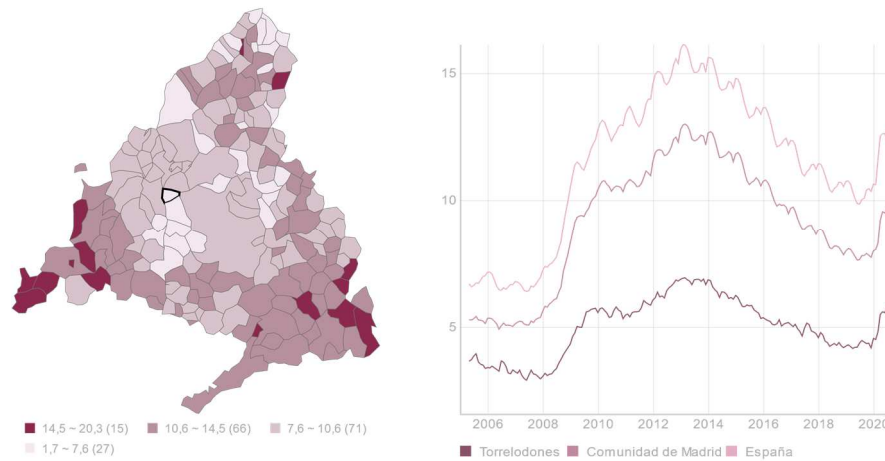 14,5 ~ 20,3 (15) 10,6 ~ 14,5 (66) 7,6 ~ 10,6 (71)
1,7 ~ 7,6 (27)
15
10
5
2006 2008 2010 2012 2014 2016 2018 2020
Torrelodones Comunidad de Madrid España